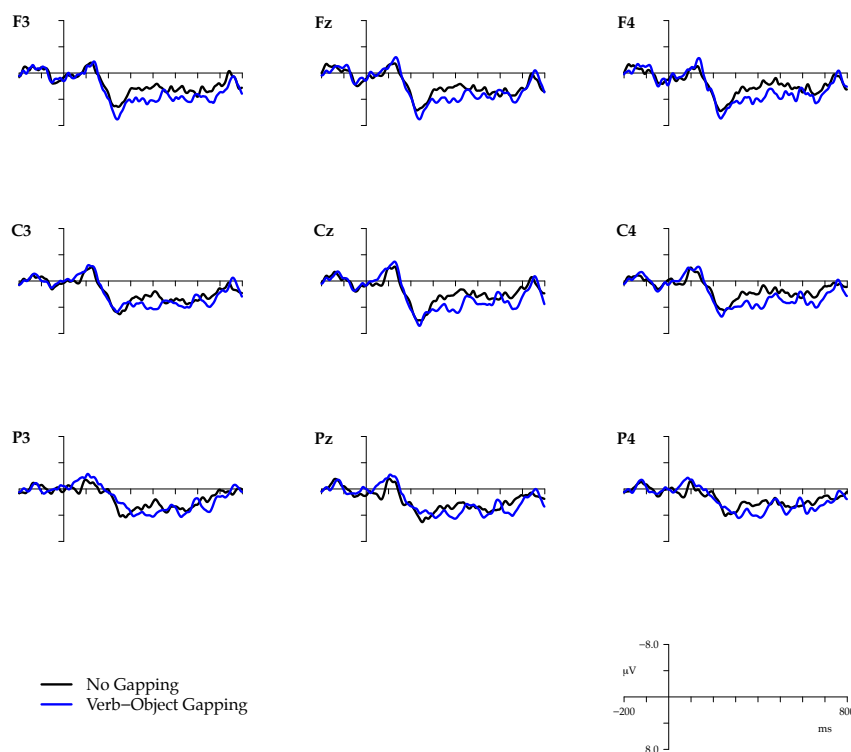 F3
Fz
F4
C3
Cz
C4
P3
Pz
P4
No Gapping
Verb−Object Gapping
−8.0
μV
−200
800
ms
8.0